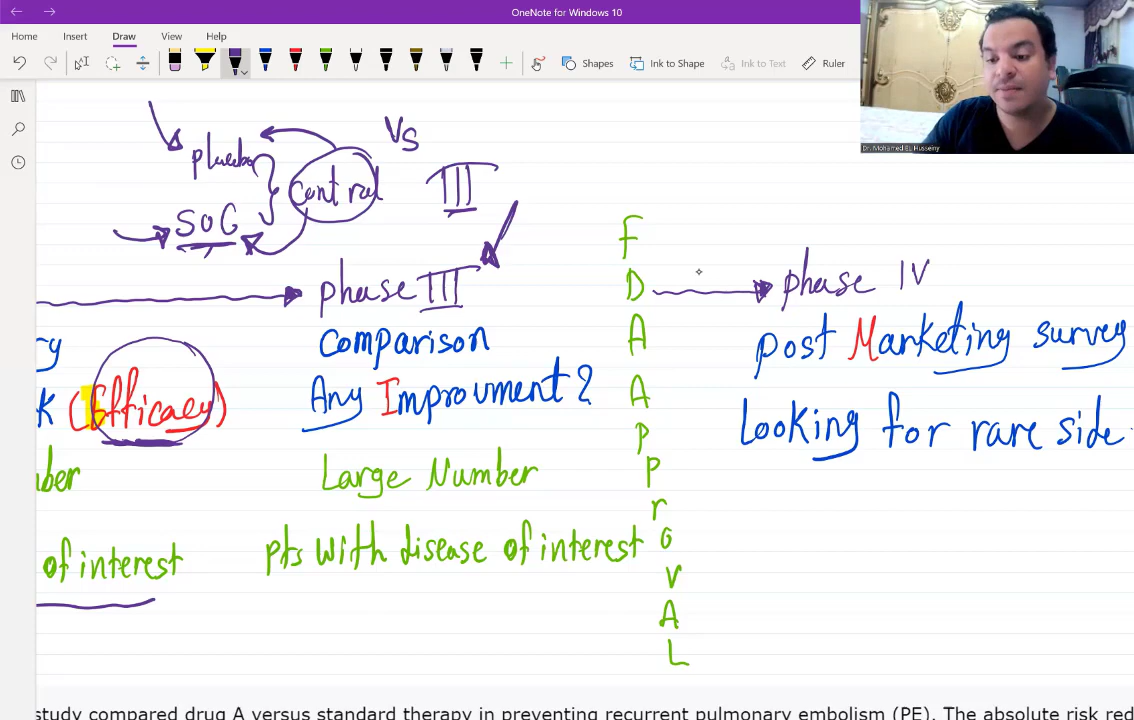 OneNote for Windows 10
Home Insert Draw View Help
Shapes Ink to Shape Ink to Text Ruler
Dr. Mohamed EL Husseiny
Vs
placebo
control III
SOC
phase III
Comparison
Any Improvment?
Large Number
pts with disease of interest
FDA APPrOVAL
phase IV
post Marketing survey
looking for rare side
(Efficacy)
of interest
study compared drug A versus standard therapy in preventing recurrent pulmonary embolism (PE). The absolute risk red